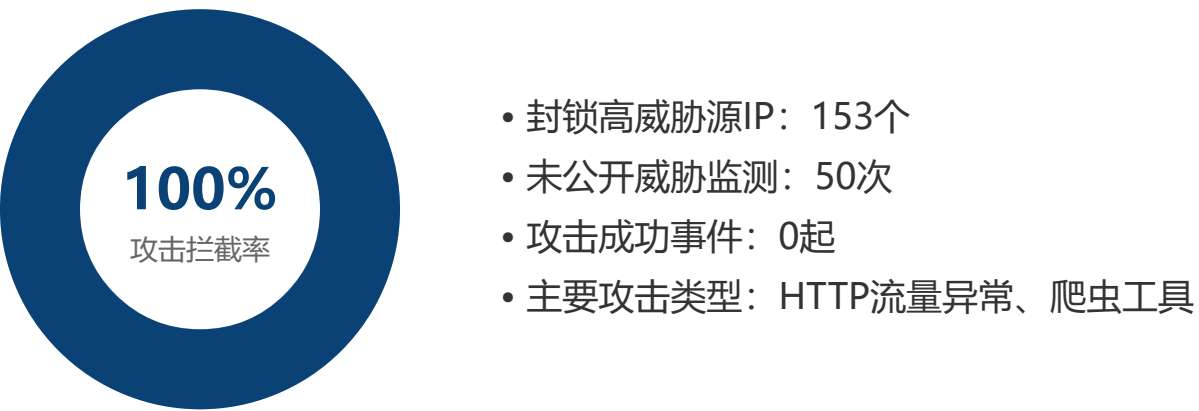 100%
攻击拦截率
• 封锁高威胁源IP：153个
• 未公开威胁监测：50次
• 攻击成功事件：0起
• 主要攻击类型：HTTP流量异常、爬虫工具